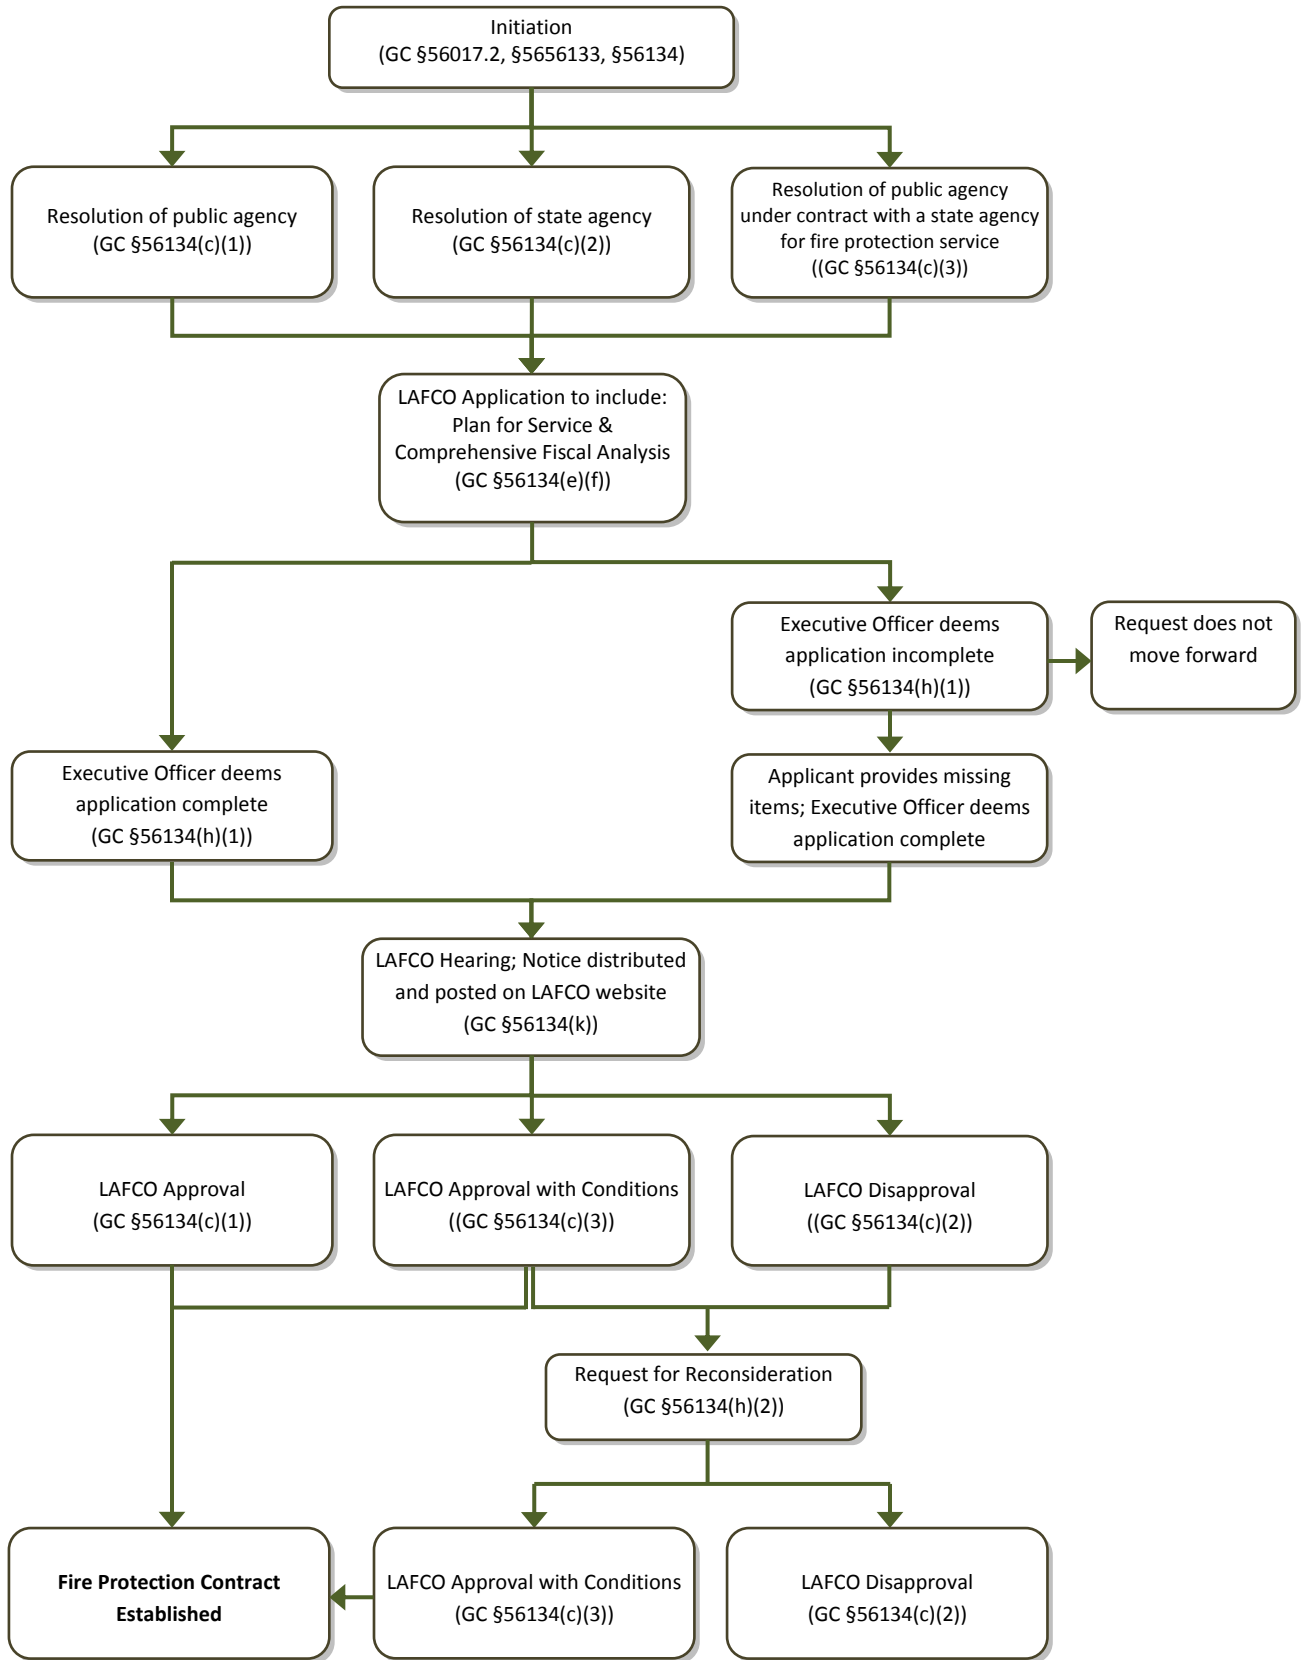 Initiation
(GC §56017.2, §5656133, §56134)
Resolution of public agency
(GC §56134(c)(1))
Resolution of state agency
(GC §56134(c)(2))
Resolution of public agency
under contract with a state agency
for fire protection service
((GC §56134(c)(3))
LAFCO Application to include:
Plan for Service &
Comprehensive Fiscal Analysis
(GC §56134(e)(f))
Executive Officer deems
application incomplete
(GC §56134(h)(1))
Request does not
move forward
Executive Officer deems
application complete
(GC §56134(h)(1))
Applicant provides missing
items; Executive Officer deems
application complete
LAFCO Hearing; Notice distributed
and posted on LAFCO website
(GC §56134(k))
LAFCO Approval
(GC §56134(c)(1))
LAFCO Approval with Conditions
((GC §56134(c)(3))
LAFCO Disapproval
((GC §56134(c)(2))
Request for Reconsideration
(GC §56134(h)(2))
Fire Protection Contract
Established
LAFCO Approval with Conditions
(GC §56134(c)(3))
LAFCO Disapproval
(GC §56134(c)(2))